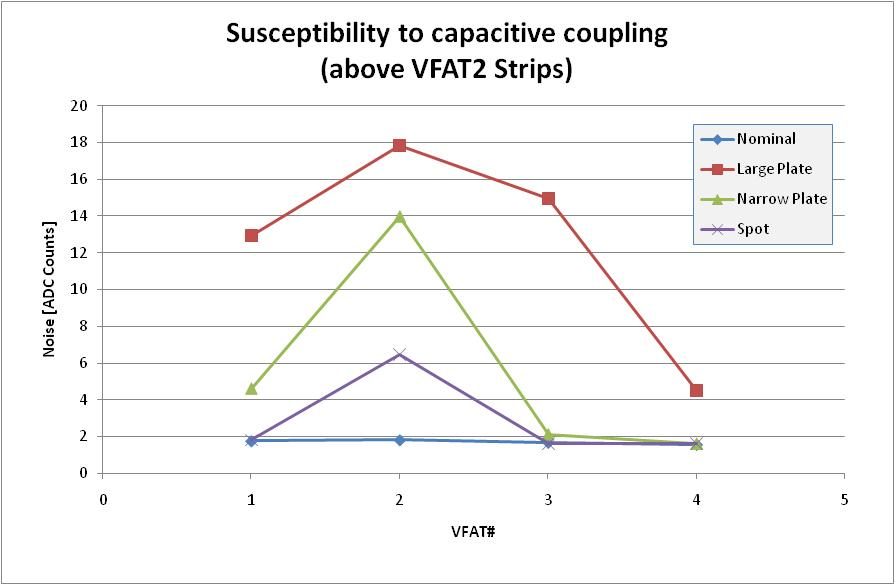 Susceptibility to capacitive coupling
(above VFAT2 Strips)
20
18
16
14
12
10
8
6
4
2
0
Noise [ADC Counts]
Nominal
Large Plate
Narrow Plate
Spot
0 1 2 3 4 5
VFAT#